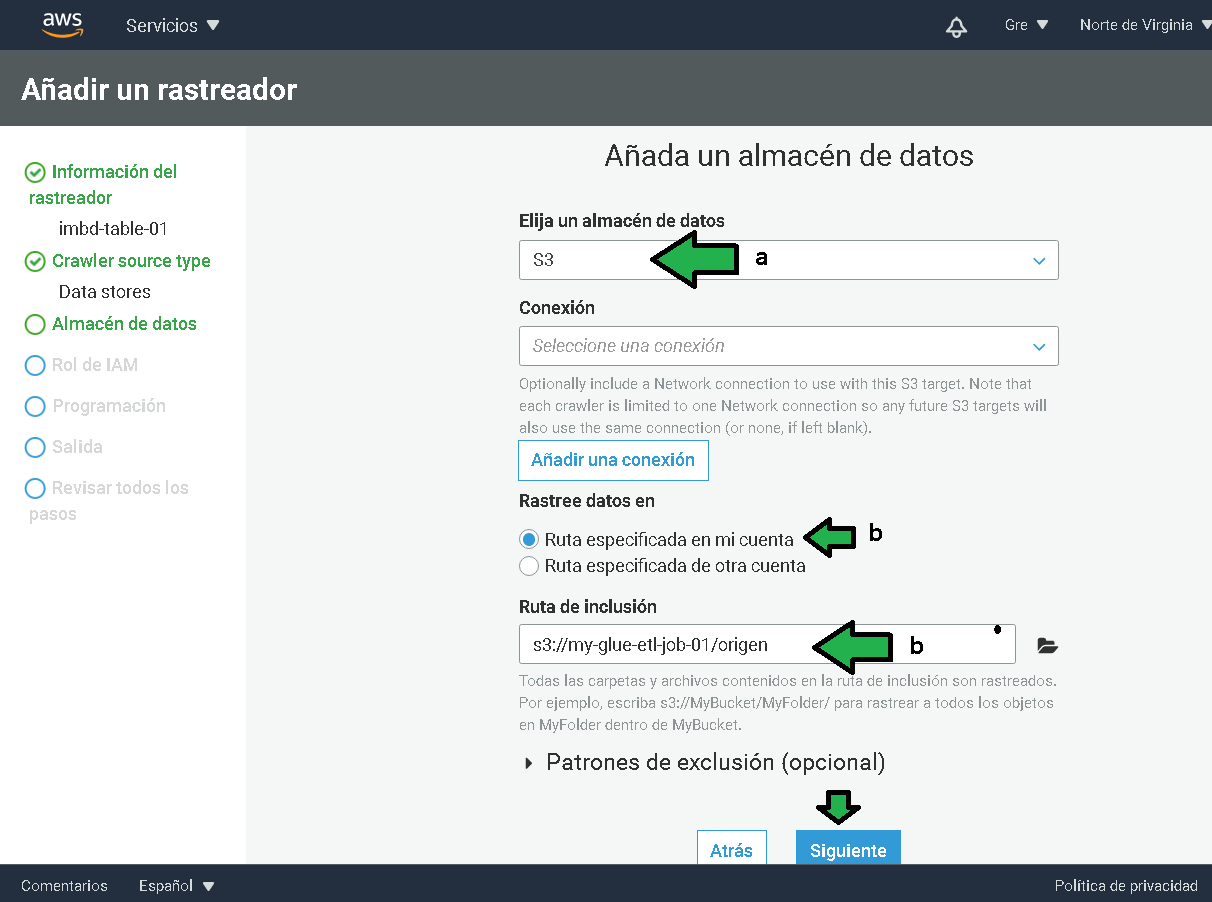 aws
Servicios
Gre
Norte de Virginia
Añadir un rastreador
Información del
rastreador
imbd-table-01
Crawler source type
Data stores
Almacén de datos
Rol de IAM
Programación
Salida
Revisar todos los
pasos
Añada un almacén de datos
Elija un almacén de datos
S3
a
Conexión
Seleccione una conexión
Optionally include a Network connection to use with this S3 target. Note that
each crawler is limited to one Network connection so any future S3 targets will
also use the same connection (or none, if left blank).
Añadir una conexión
Rastree datos en
Ruta especificada en mi cuenta
b
Ruta especificada de otra cuenta
Ruta de inclusión
s3://my-glue-etl-job-01/origen
b
Todas las carpetas y archivos contenidos en la ruta de inclusión son rastreados.
Por ejemplo, escriba s3://MyBucket/MyFolder/ para rastrear a todos los objetos
en MyFolder dentro de MyBucket.
Patrones de exclusión (opcional)
Atrás
Siguiente
Comentarios
Español
Política de privacidad